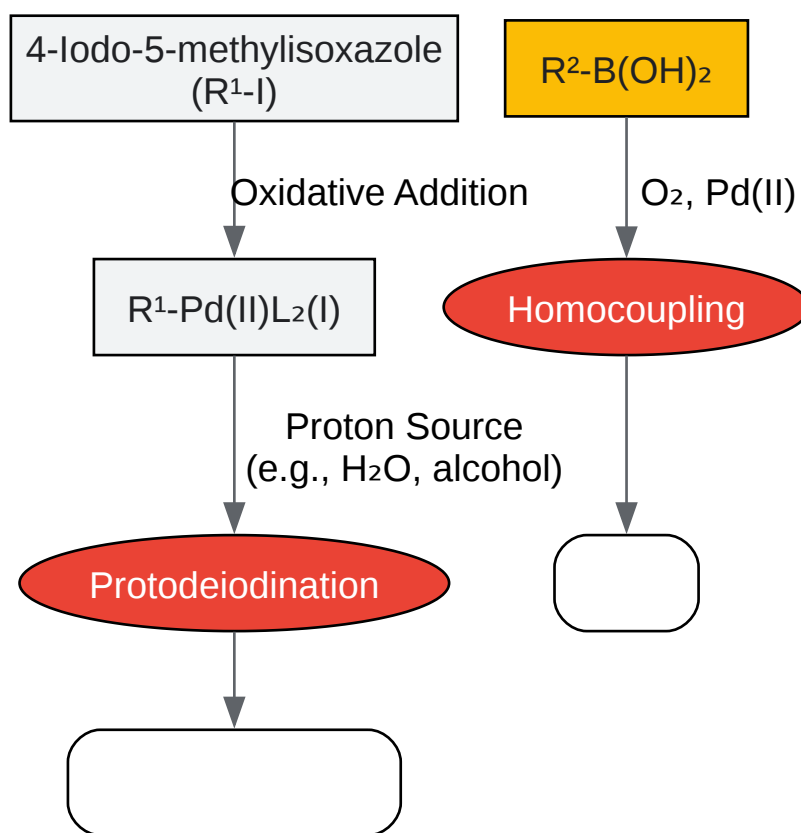 4-Iodo-5-methylisoxazole
(R¹-I)
R²-B(OH)₂
Oxidative Addition
O₂, Pd(II)
R¹-Pd(II)L₂(I)
Homocoupling
Proton Source
(e.g., H₂O, alcohol)
Protodeiodination